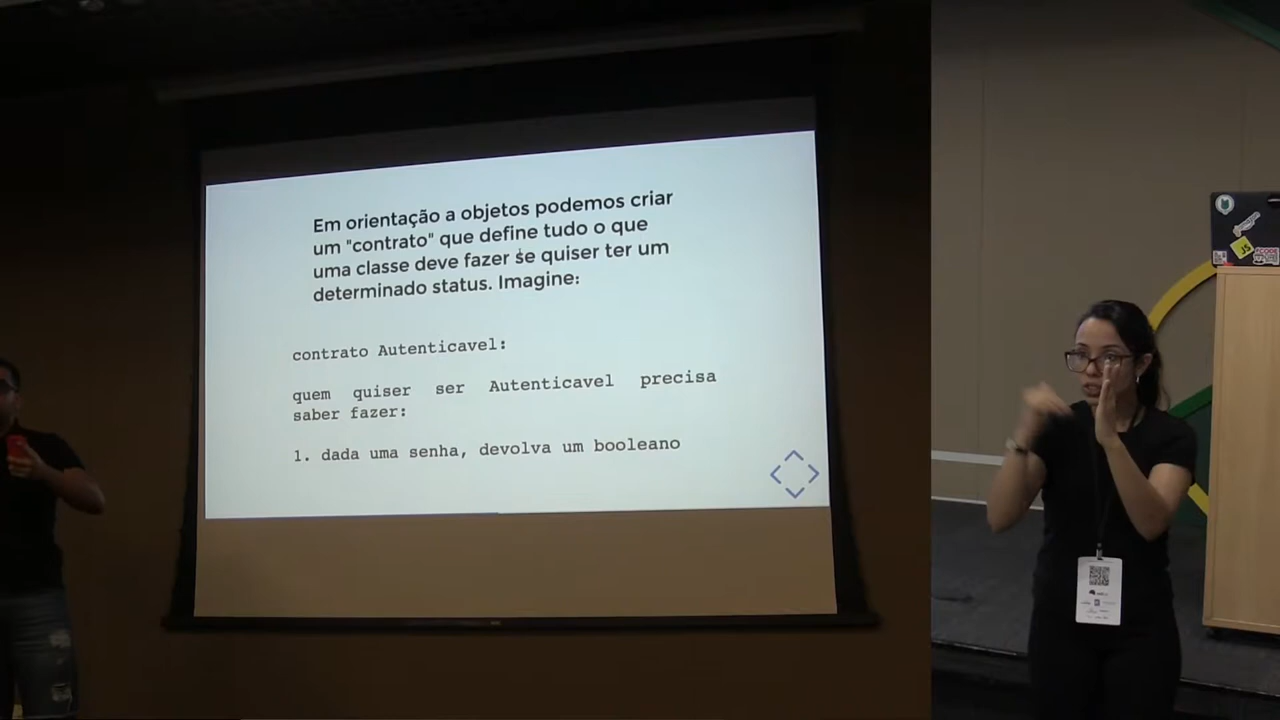 Em orientação a objetos podemos criar
um "contrato" que define tudo o que
uma classe deve fazer se quiser ter um
determinado status. Imagine:
contrato Autenticavel:
quem quiser ser Autenticavel precisa
saber fazer:
1. dada uma senha, devolva um booleano
JS